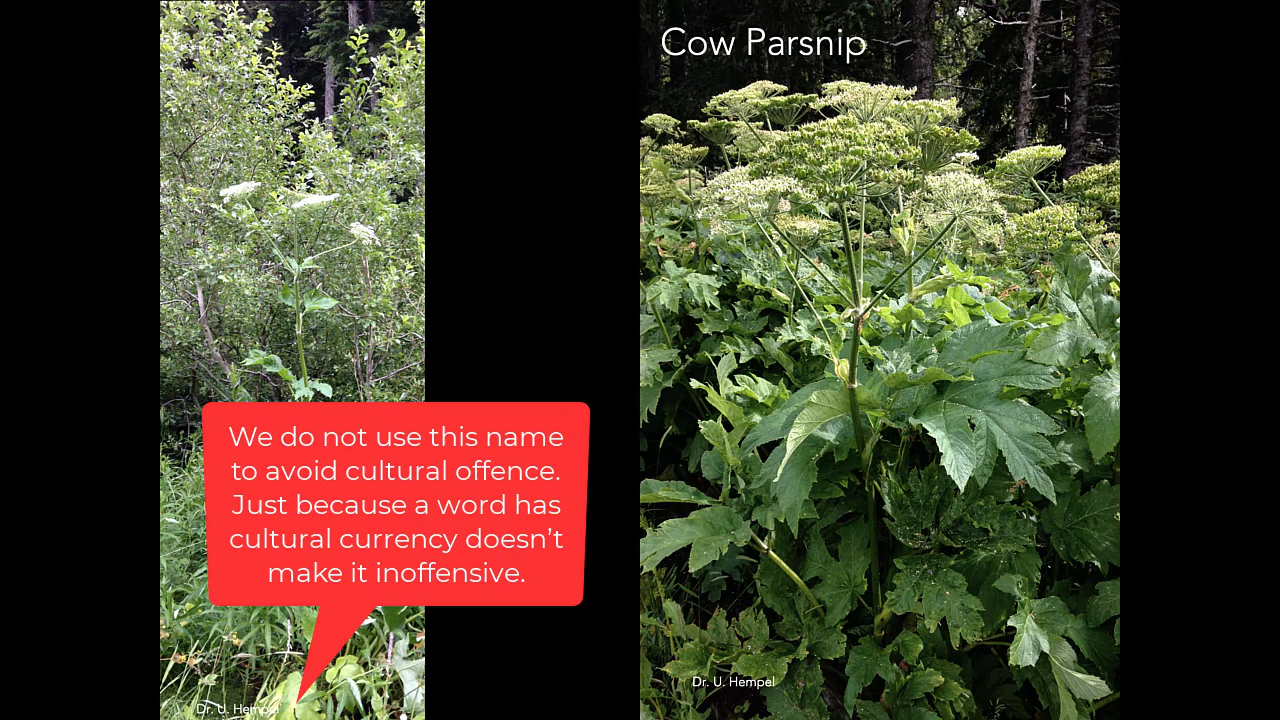 Cow Parsnip
We do not use this name
to avoid cultural offence.
Just because a word has
cultural currency doesn't
make it inoffensive.
Dr. U. Hempel
Dr. U. Hempel